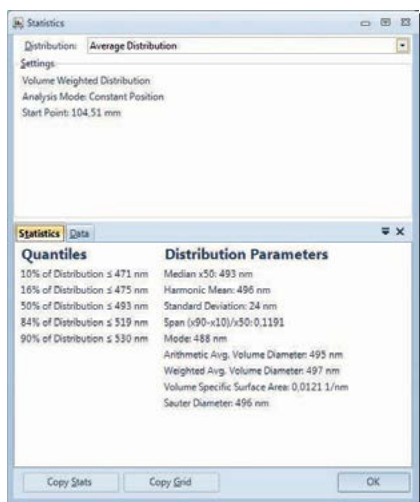 Statistics
Distribution: Average Distribution
Settings
Volume Weighted Distribution
Analysis Mode: Constant Position
Start Point: 104,51 mm
Statistics Data
Quantiles
10% of Distribution ≤ 471 nm
16% of Distribution ≤ 475 nm
50% of Distribution ≤ 493 nm
84% of Distribution ≤ 519 nm
90% of Distribution ≤ 530 nm
Distribution Parameters
Median x50: 493 nm
Harmonic Mean: 496 nm
Standard Deviation: 24 nm
Span (x90-x10)/x50: 0,1191
Mode: 488 nm
Arithmetic Avg. Volume Diameter: 495 nm
Weighted Avg. Volume Diameter: 497 nm
Volume Specific Surface Area: 0,0121 1/nm
Sauter Diameter: 496 nm
Copy Stats Copy Grid OK